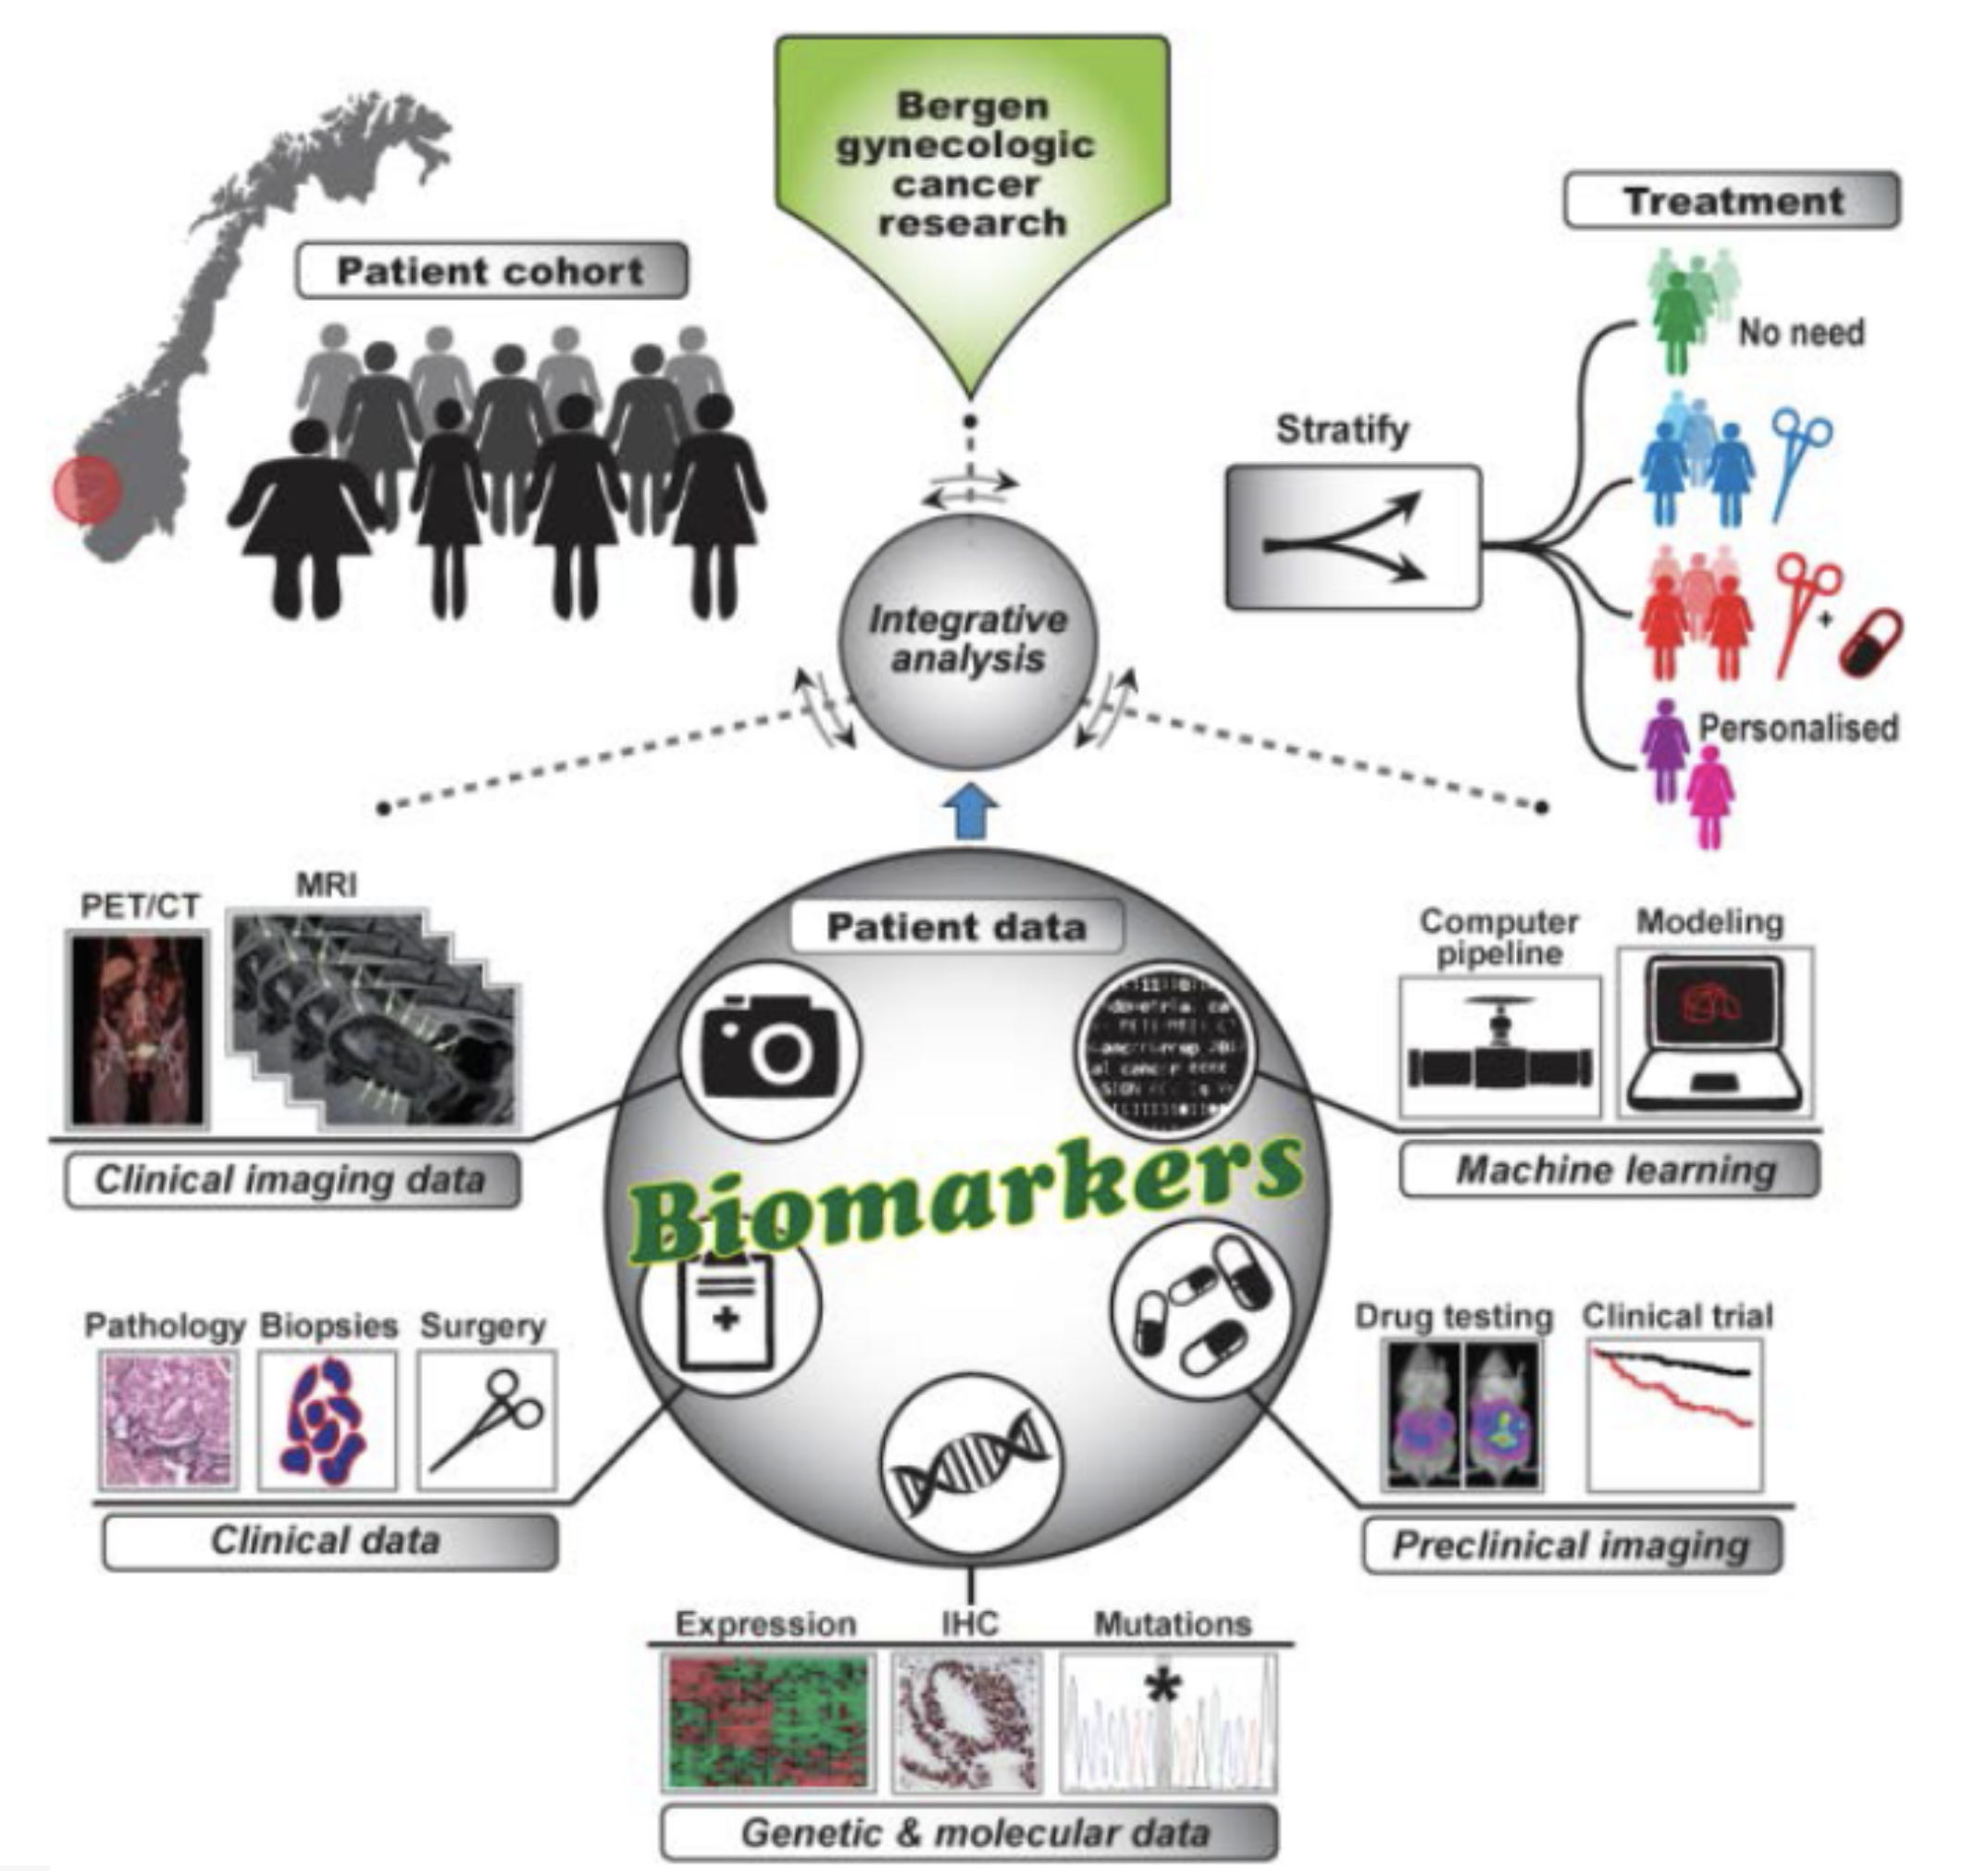 Bergen
gynecologic
cancer
research
Patient cohort
Treatment
No need
Stratify
Personalised
Integrative
analysis
PET/CT
MRI
Patient data
Computer
pipeline
Modeling
Clinical imaging data
Machine learning
Biomarkers
Pathology
Biopsies
Surgery
Drug testing
Clinical trial
Clinical data
Preclinical imaging
Expression
IHC
Mutations
*
Genetic & molecular data